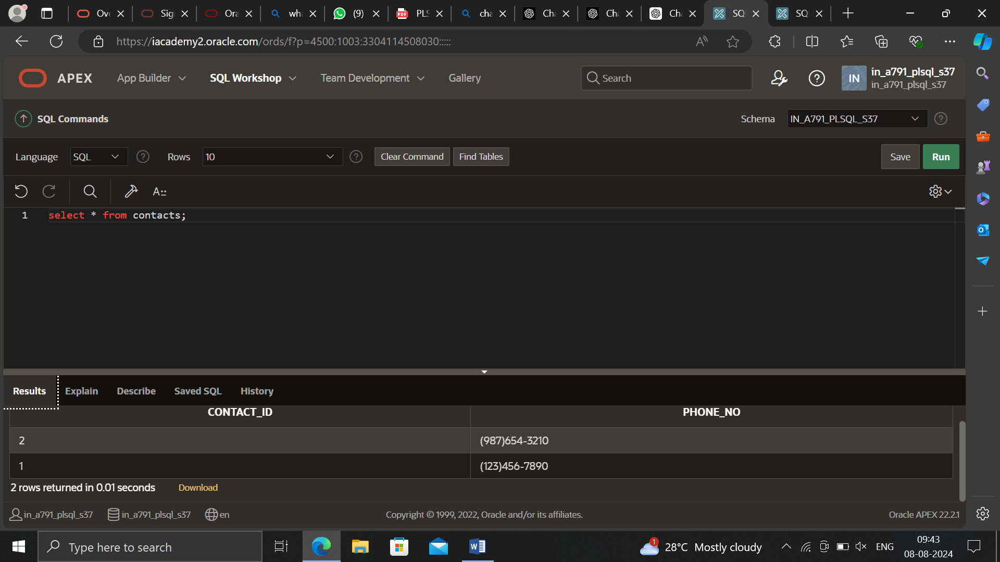 Ove
Sig
Ora
wha
(9)
PLS
cha
Cha
Cha
Cha
SQ
SQ
https://iacademy2.oracle.com/ords/f?p=4500:1003:3304114508030:::::
APEX
App Builder
SQL Workshop
Team Development
Gallery
Search
IN
in_a791_plsql_s37
in_a791_plsql_s37
SQL Commands
Schema
IN_A791_PLSQL_S37
Language
SQL
Rows
10
Clear Command
Find Tables
Save
Run
1 select * from contacts;
Results
Explain
Describe
Saved SQL
History
CONTACT_ID PHONE_NO
2 (987)654-3210
1 (123)456-7890
2 rows returned in 0.01 seconds Download
in_a791_plsql_s37
in_a791_plsql_s37
en
Copyright © 1999, 2022, Oracle and/or its affiliates.
Oracle APEX 22.2.1
Type here to search
1
28°C Mostly cloudy
ENG
09:43
08-08-2024